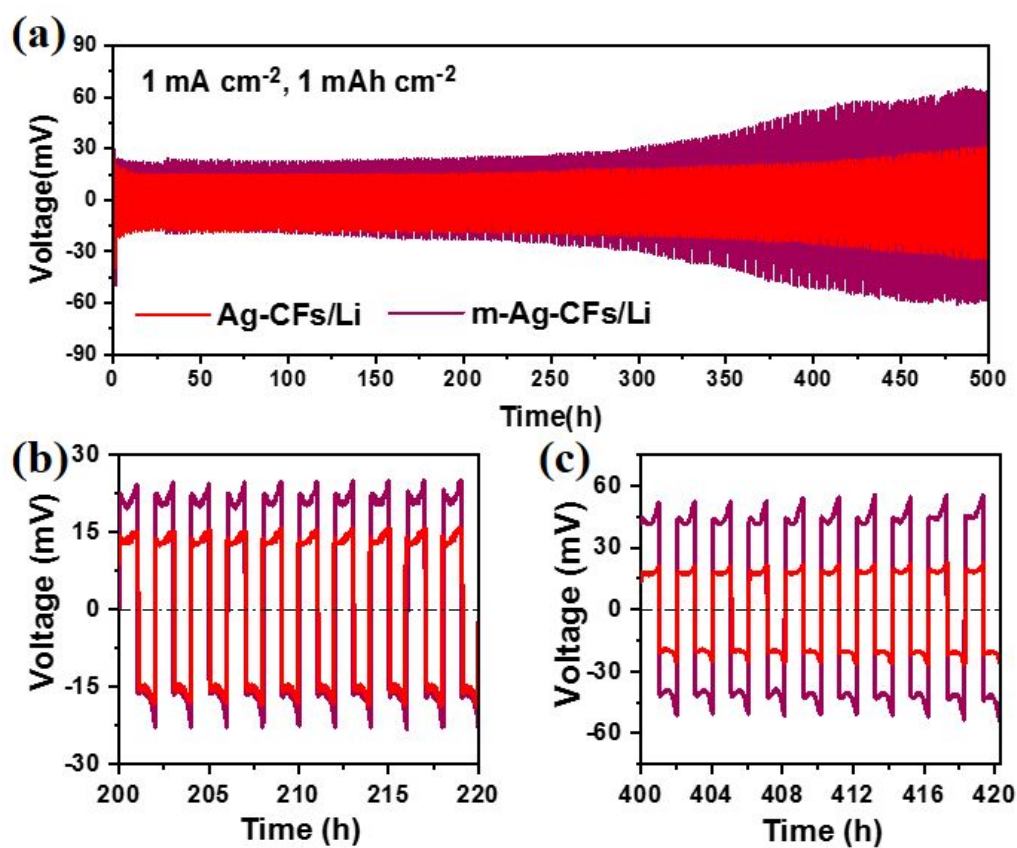 (a)
90
60
30
0
-30
-60
-90
Voltage(mV)
1 mA cm-2, 1 mAh cm-2
Ag-CFs/Li
m-Ag-CFs/Li
0 50 100 150 200 250 300 350 400 450 500
Time(h)
(b)
30
15
0
-15
-30
Voltage (mV)
200 205 210 215 220
Time (h)
(c)
60
30
0
-30
-60
Voltage (mV)
400 404 408 412 416 420
Time (h)